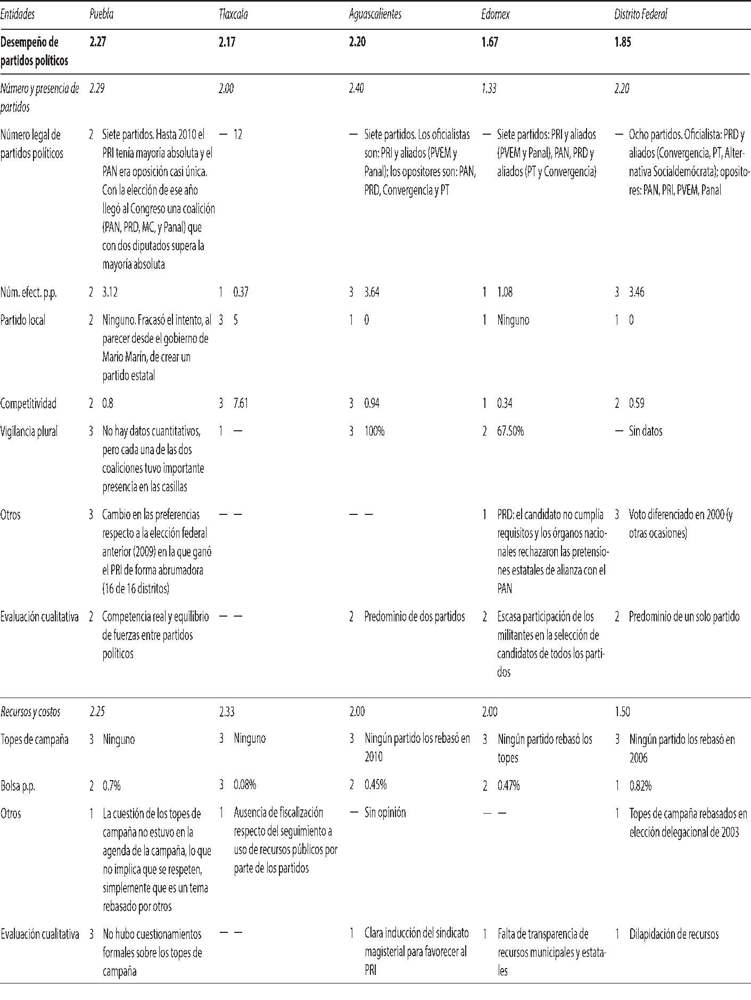 Entidades Puebla Tlaxcala Aguascalientes Edomex Distrito Federal
Desempeño de 2.27 2.17 2.20 1.67 1.85
partidos políticos
Número y presencia de 2.29 2.00 2.40 1.33 2.20
partidos
Número legal de 2 Siete partidos. Hasta 2010 el — 12 — Siete partidos. Los oficialistas — Siete partidos: PRI y aliados — Ocho partidos. Oficialista: PRD y
partidos políticos PRI tenía mayoría absoluta y el son: PRI y aliados (PVEM y (PVEM y Panal), PAN, PRD y aliados (Convergencia, PT, Alter-
PAN era oposición casi única. Panal); los opositores son: PAN, aliados (PT y Convergencia) nativa Socialdemócrata); oposito-
Con la elección de ese año PRD, Convergencia y PT res: PAN, PRI, PVEM, Panal
llegó al Congreso una coalición
(PAN, PRD, MC, y Panal) que
con dos diputados supera la
mayoría absoluta
Núm. efect. p.p. 2 3.12 1 0.37 3 3.64 1 1.08 3 3.46
Partido local 2 Ninguno. Fracasó el intento, al 3 5 1 0 1 Ninguno 1 0
parecer desde el gobierno de
Mario Marín, de crear un
partido estatal
Competitividad 2 0.8 3 7.61 3 0.94 1 0.34 2 0.59
Vigilancia plural 3 No hay datos cuantitativos, 1 — 3 100% 2 67.50% — Sin datos
pero cada una de las dos
coaliciones tuvo importante
presencia en las casillas
Otros 3 Cambio en las preferencias — — — — 1 PRD: el candidato no cumplía 3 Voto diferenciado en 2000 (y
respecto a la elección federal requisitos y los órganos nacio- otras ocasiones)
anterior (2009) en la que ganó nales rechazaron las pretensio-
el PRI de forma abrumadora nes estatales de alianza con el
(16 de 16 distritos) PAN
Evaluación cualitativa 2 Competencia real y equilibrio — — 2 Predominio de dos partidos 2 Escasa participación de los 2 Predominio de un solo partido
de fuerzas entre partidos militantes en la selección de
políticos candidatos de todos los parti-
dos
Recursos y costos 2.25 2.33 2.00 2.00 1.50
Topes de campaña 3 Ninguno 3 Ninguno 3 Ningún partido los rebasó en 3 Ningún partido rebasó los 3 Ningún partido los rebasó en
2010 topes 2006
Bolsa p.p. 2 0.7% 3 0.08% 2 0.45% 2 0.47% 1 0.82%
Otros 1 La cuestión de los topes de 1 Ausencia de fiscalización — Sin opinión — — 1 Topes de campaña rebasados en
campaña no estuvo en la respecto del seguimiento a elección delegacional de 2003
agenda de la campaña, lo que uso de recursos públicos por
no implica que se respeten, parte de los partidos
simplemente que es un tema
rebasado por otros
Evaluación cualitativa 3 No hubo cuestionamientos — — 1 Clara inducción del sindicato 1 Falta de transparencia de 1 Dilapidación de recursos
formales sobre los topes de magisterial para favorecer al recursos municipales y estata-
campaña PRI les